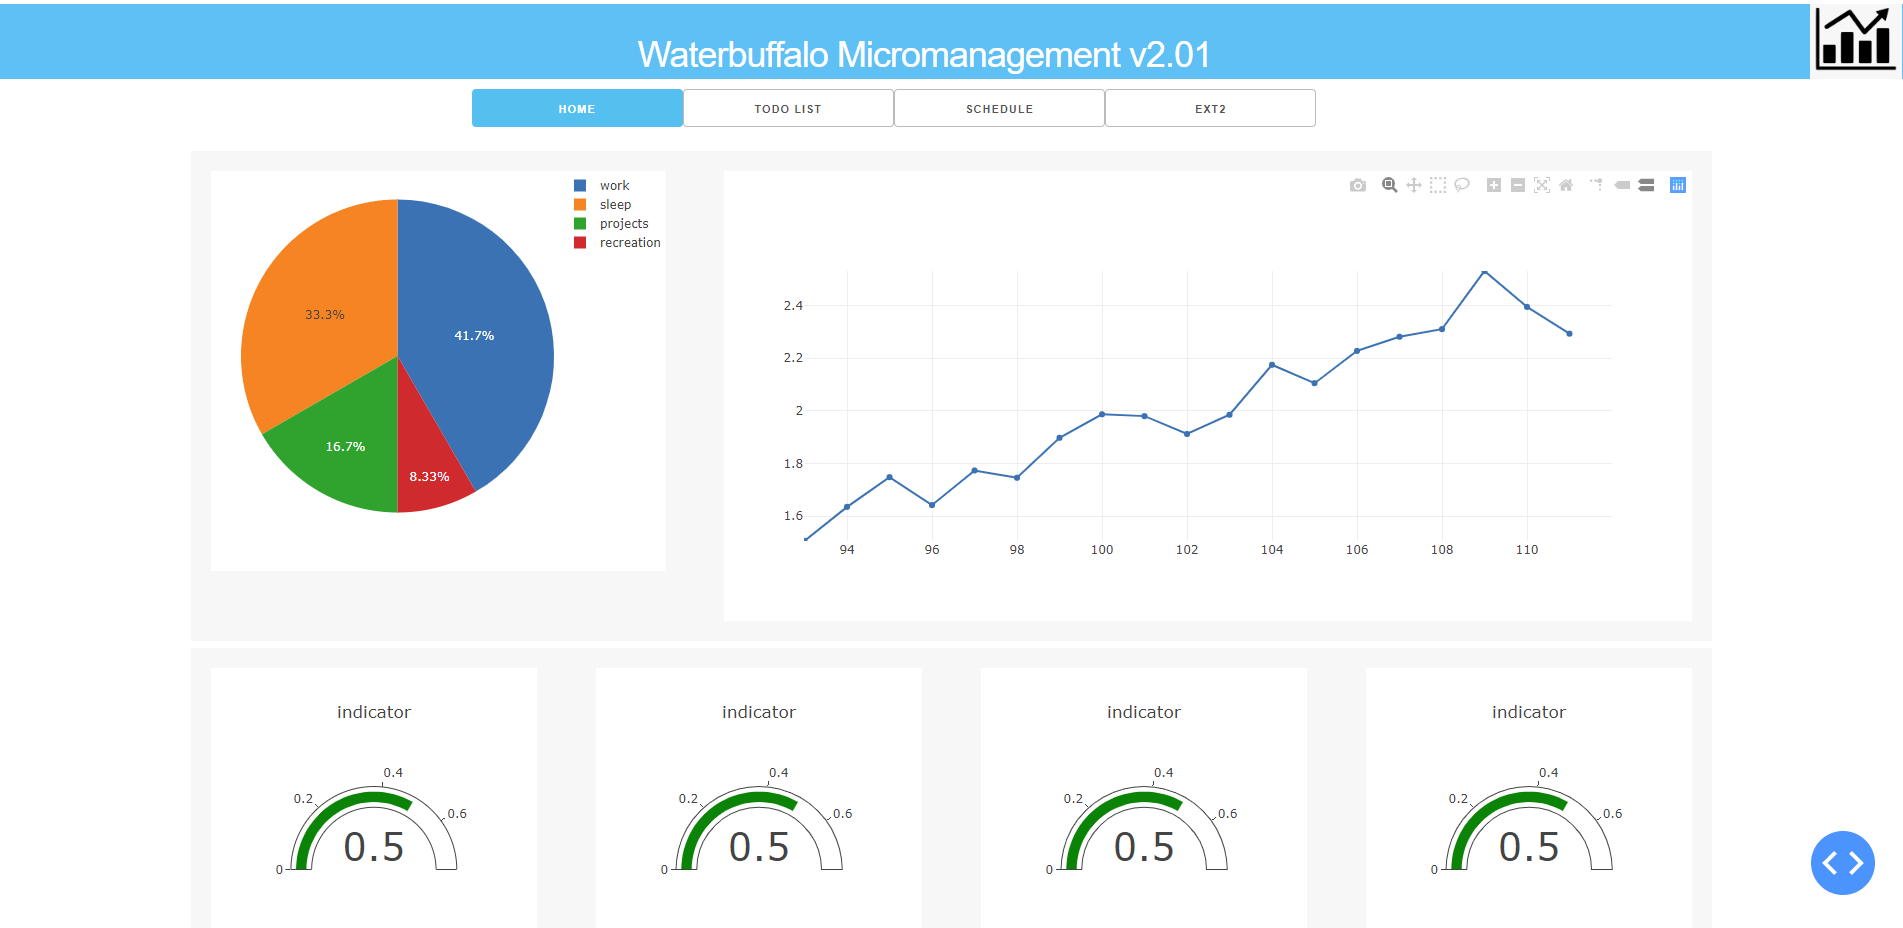 Waterbuffalo Micromanagement v2.01
HOME TODO LIST SCHEDULE EXT2
work
sleep
projects
recreation
33.3%
41.7%
16.7%
8.33%
2.4
2.2
2
1.8
1.6
94 96 98 100 102 104 106 108 110
indicator indicator indicator indicator
0.4 0.4 0.4 0.4
0.2 0.6 0.2 0.6 0.2 0.6 0.2 0.6
0.5 0.5 0.5 0.5
0 0 0 0